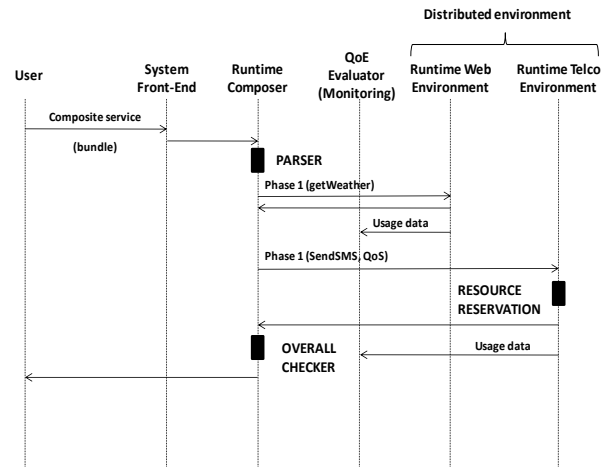 Distributed environment
User
System
Front-End
Runtime
Composer
QoE
Evaluator
(Monitoring)
Runtime Web
Environment
Runtime Telco
Environment
Composite service
(bundle)
PARSER
Phase 1 (getWeather)
Usage data
Phase 1 (SendSMS, QoS)
RESOURCE
RESERVATION
OVERALL
CHECKER
Usage data